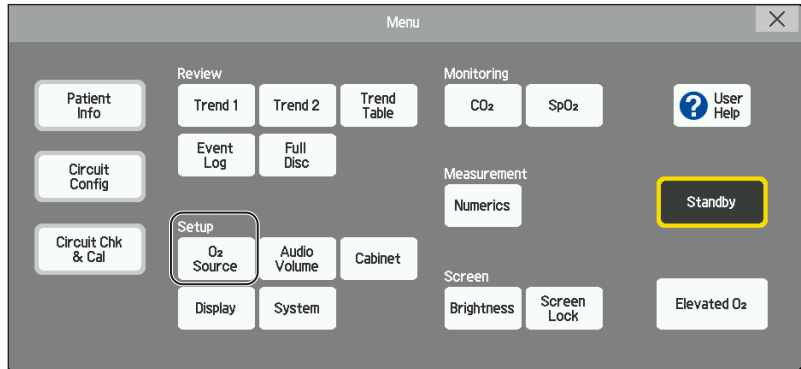 Menu
Patient
Info
Circuit
Config
Circuit Chk
& Cal
Review
Trend 1
Trend 2
Trend
Table
Event
Log
Full
Disc
Setup
O₂
Source
Audio
Volume
Cabinet
Display
System
Monitoring
CO₂
SpO₂
Measurement
Numerics
Screen
Brightness
Screen
Lock
? User
Help
Standby
Elevated O₂